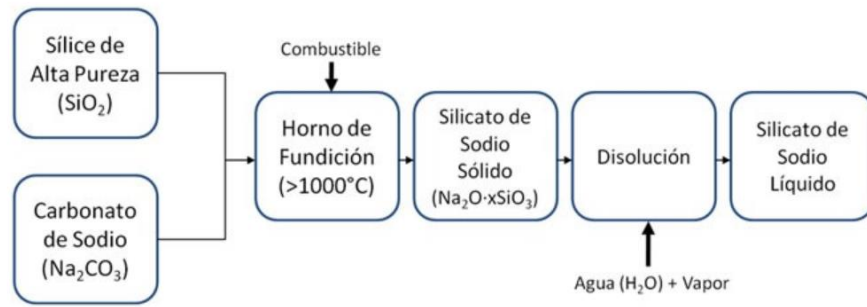 Sílice de
Alta Pureza
(SiO₂)
Carbonato
de Sodio
(Na₂CO₃)
Combustible
Horno de
Fundición
(>1000°C)
Silicato de
Sodio
Sólido
(Na₂O·xSiO₃)
Disolución
Agua (H₂O) + Vapor
Silicato de
Sodio
Líquido